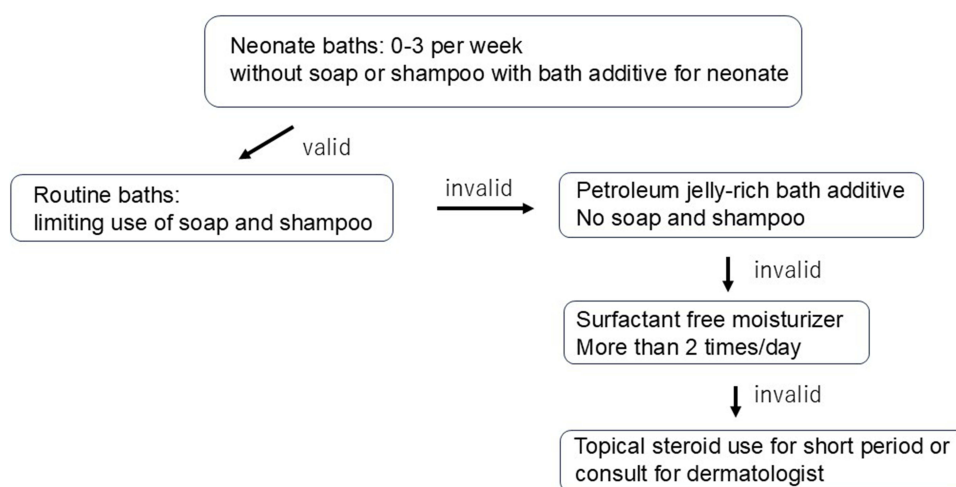 Neonate baths: 0-3 per week
without soap or shampoo with bath additive for neonate
valid
Routine baths:
limiting use of soap and shampoo
invalid
Petroleum jelly-rich bath additive
No soap and shampoo
invalid
Surfactant free moisturizer
More than 2 times/day
invalid
Topical steroid use for short period or
consult for dermatologist